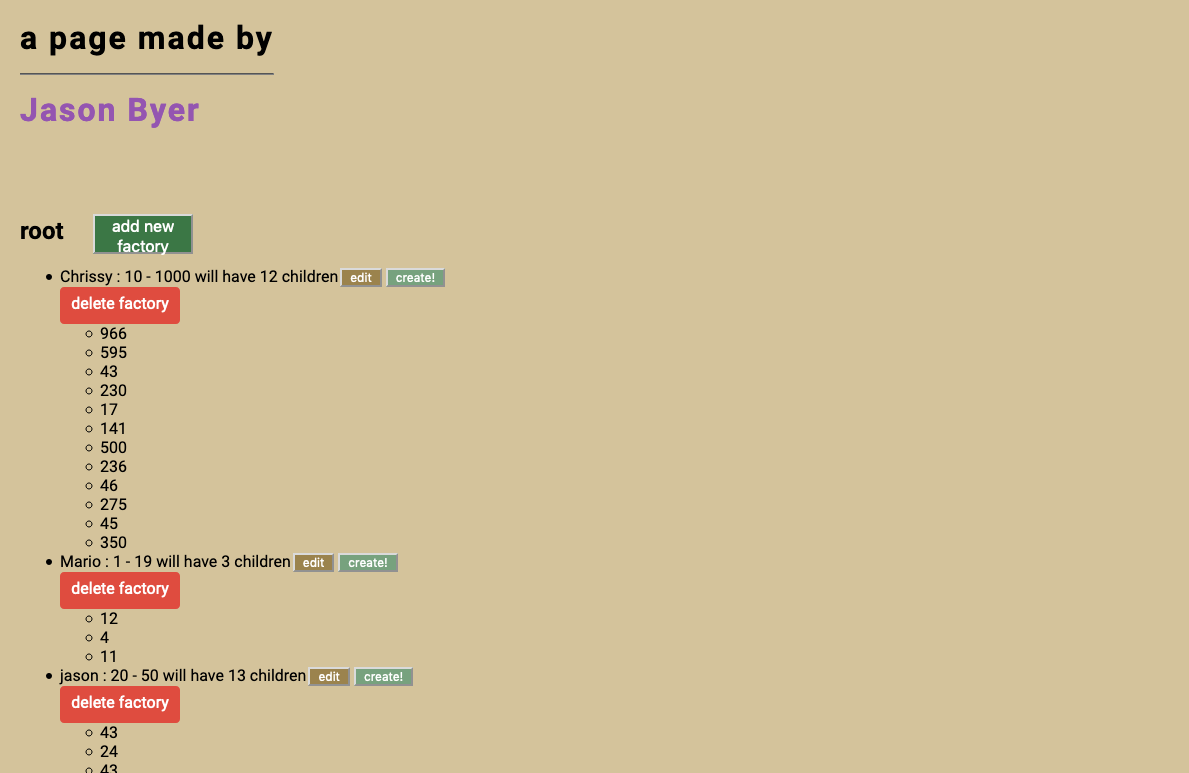 a page made by
Jason Byer
root
add new
factory
Chrissy : 10 - 1000 will have 12 children edit create!
delete factory
966
595
43
230
17
141
500
236
46
275
45
350
Mario : 1 - 19 will have 3 children edit create!
delete factory
12
4
11
jason : 20 - 50 will have 13 children edit create!
delete factory
43
24
43